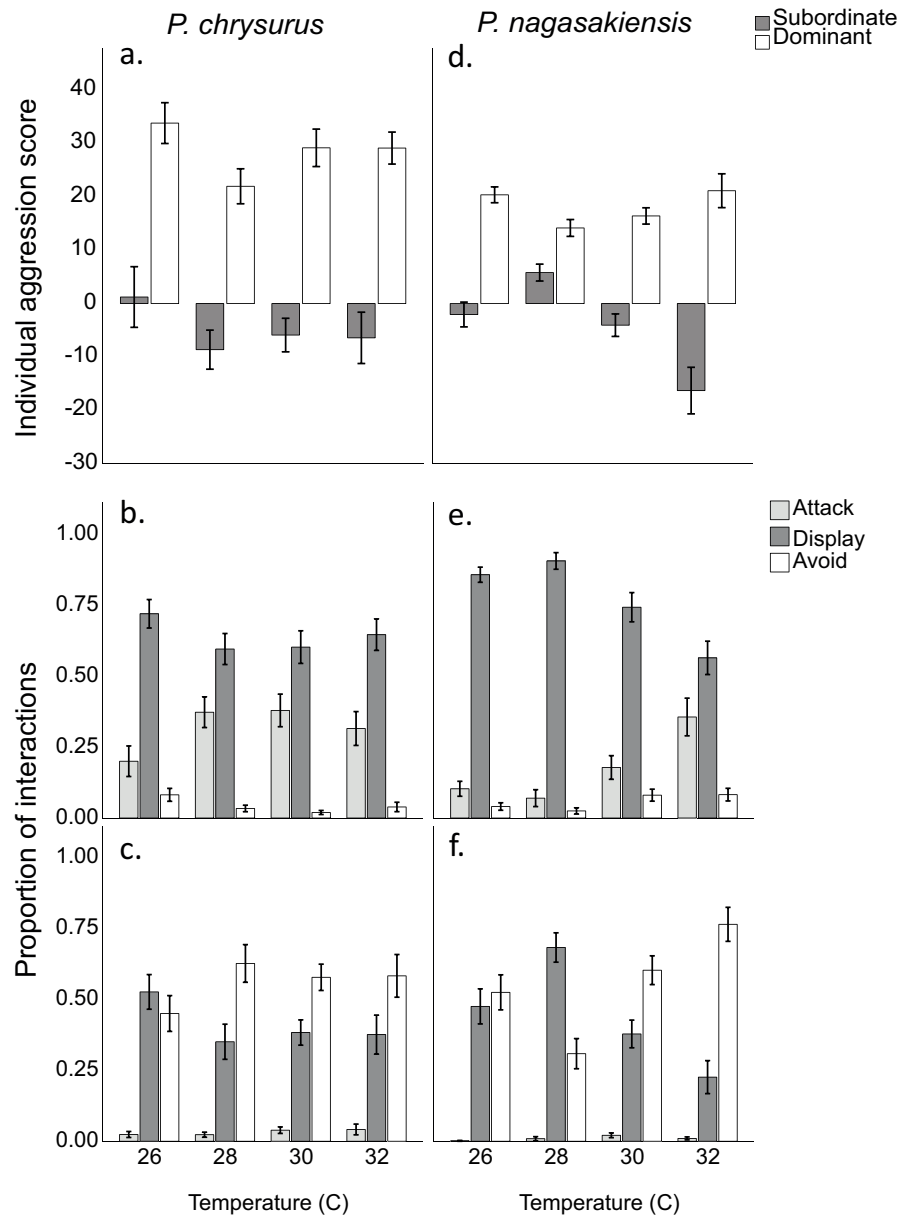 P. chrysurus
P. nagasakiensis
Subordinate
Dominant
a.
d.
Individual aggression score
40
30
20
10
0
-10
-20
-30
b.
e.
Attack
Display
Avoid
Proportion of interactions
1.00
0.75
0.50
0.25
0.00
c.
f.
1.00
0.75
0.50
0.25
0.00
26 28 30 32
26 28 30 32
Temperature (C)
Temperature (C)